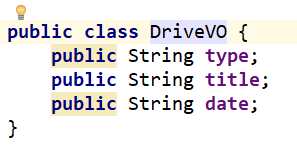 public class DriveVO {
    public String type;
    public String title;
    public String date;
}